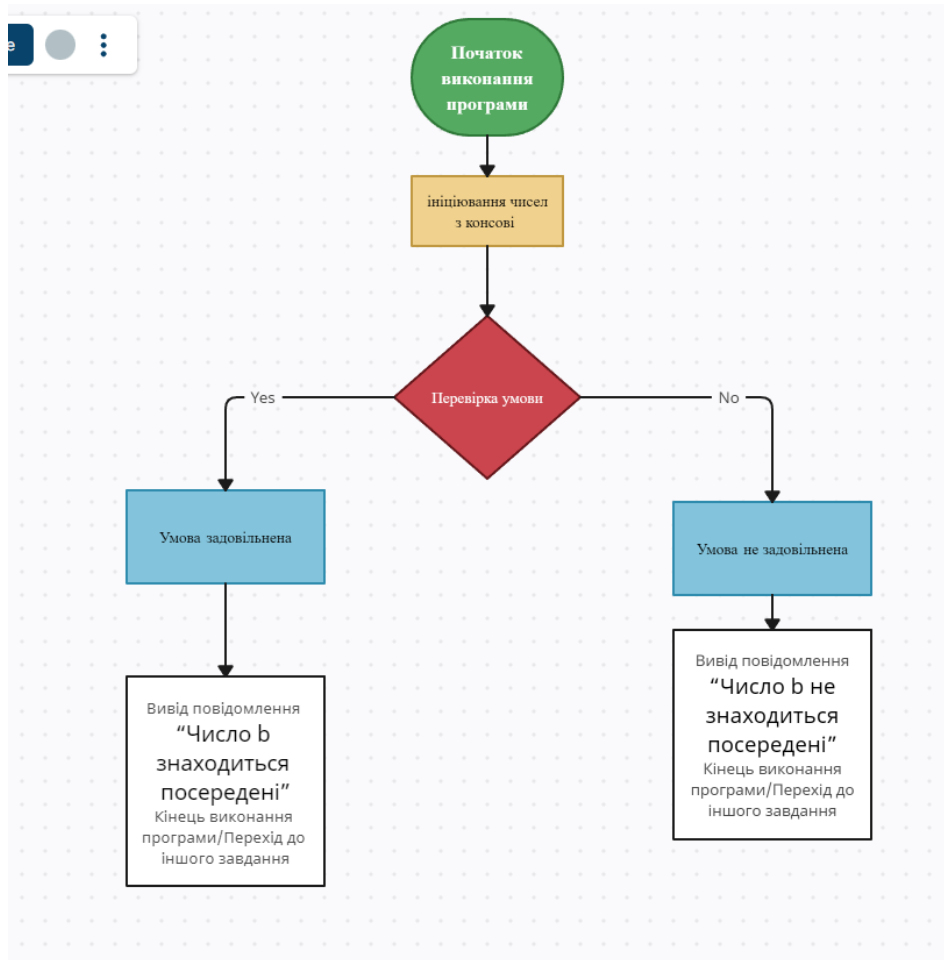 e
Початок
виконання
програми
ініціювання чисел
з консові
Перевірка умови
Yes
No
Умова задовільнена
Умова не задовільнена
Вивід повідомлення
“Число b
знаходиться
посередені”
Кінець виконання
програми/Перехід до
іншого завдання
Вивід повідомлення
“Число b не
знаходиться
посередені”
Кінець виконання
програми/Перехід до
іншого завдання